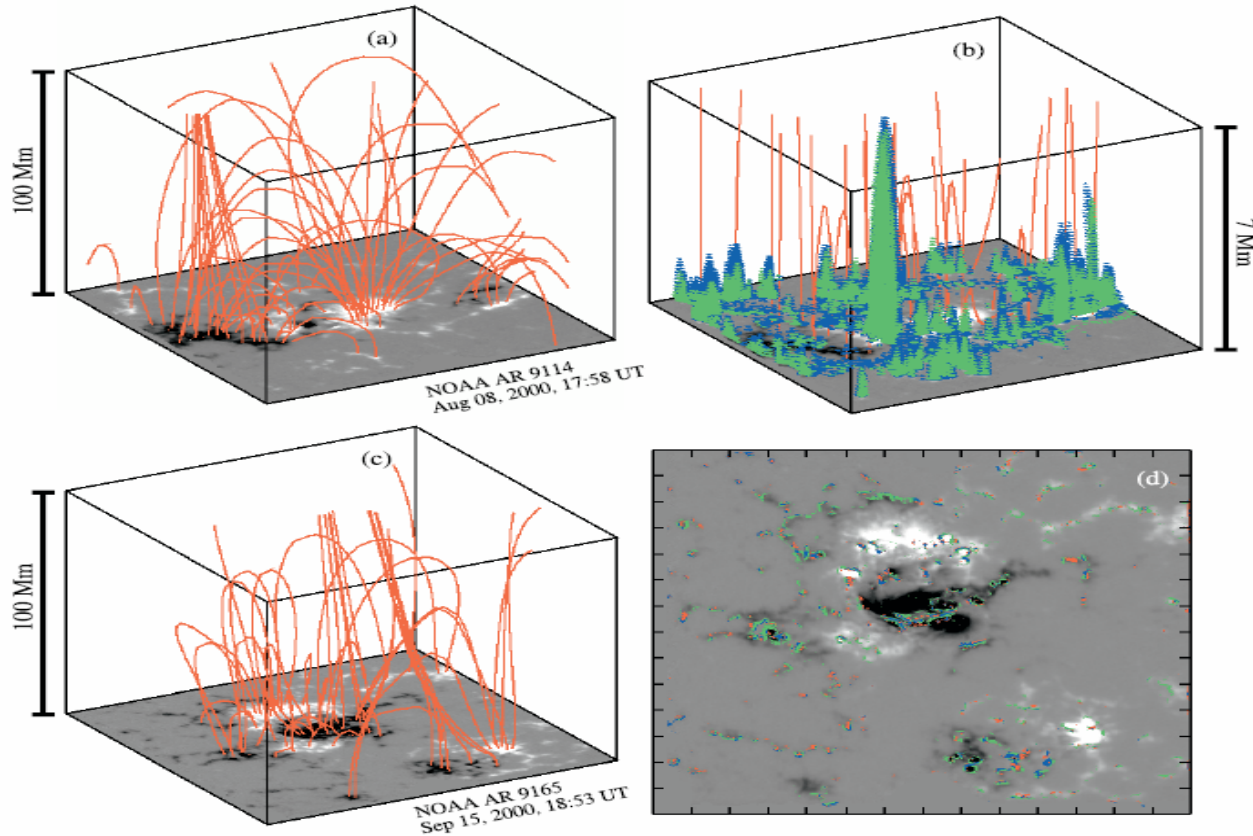 (a)
100 Mm
NOAA AR 9114
Aug 08, 2000, 17:58 UT
(b)
7 Mm
(c)
100 Mm
NOAA AR 9165
Sep 15, 2000, 18:53 UT
(d)